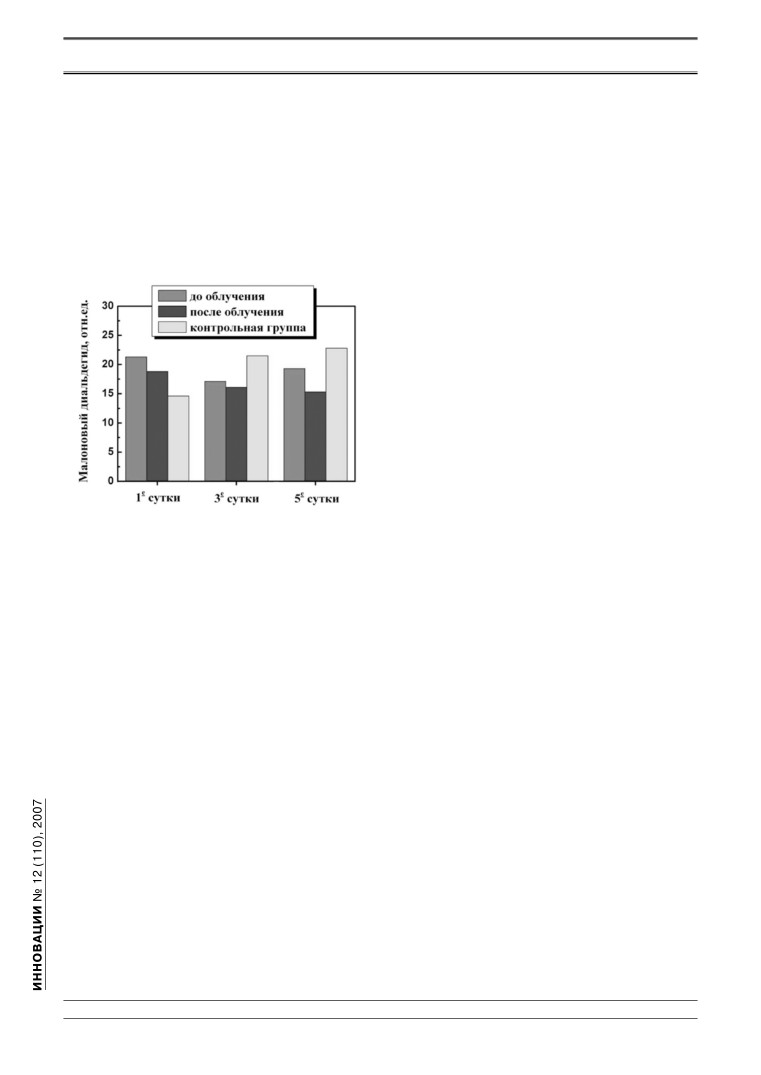 до облучения
после облучения
контрольная группа
Малоновый диальдегид, отн.ед.
30
25
20
15
10
5
0
1е сутки
3е сутки
5е сутки
ИННОВАЦИИ № 12 (110), 2007